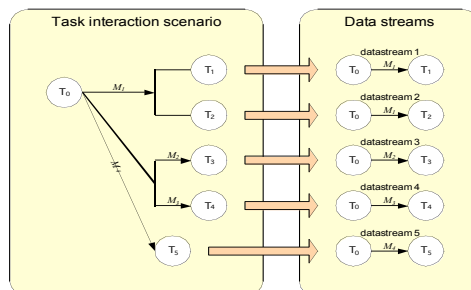 Task interaction scenario
Data streams
T0
M1
T1
T2
M2
T3
M3
T4
M4
T5
datastream 1
T0
M1
T1
datastream 2
T0
M1
T2
datastream 3
T0
M2
T3
datastream 4
T0
M3
T4
datastream 5
T0
M4
T5